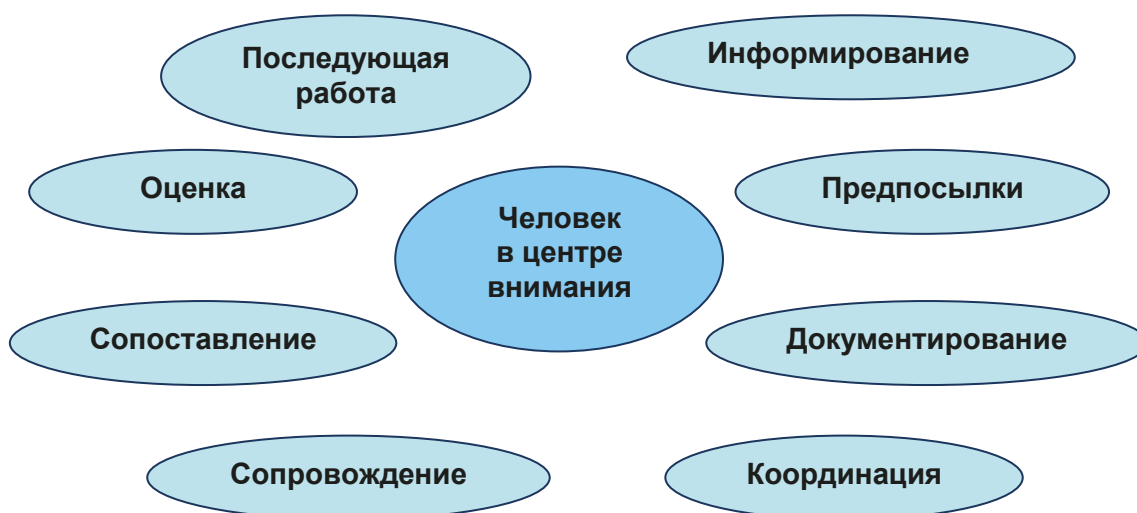 Последующая
работа
Информирование
Оценка
Предпосылки
Человек
в центре
внимания
Сопоставление
Документирование
Сопровождение
Координация